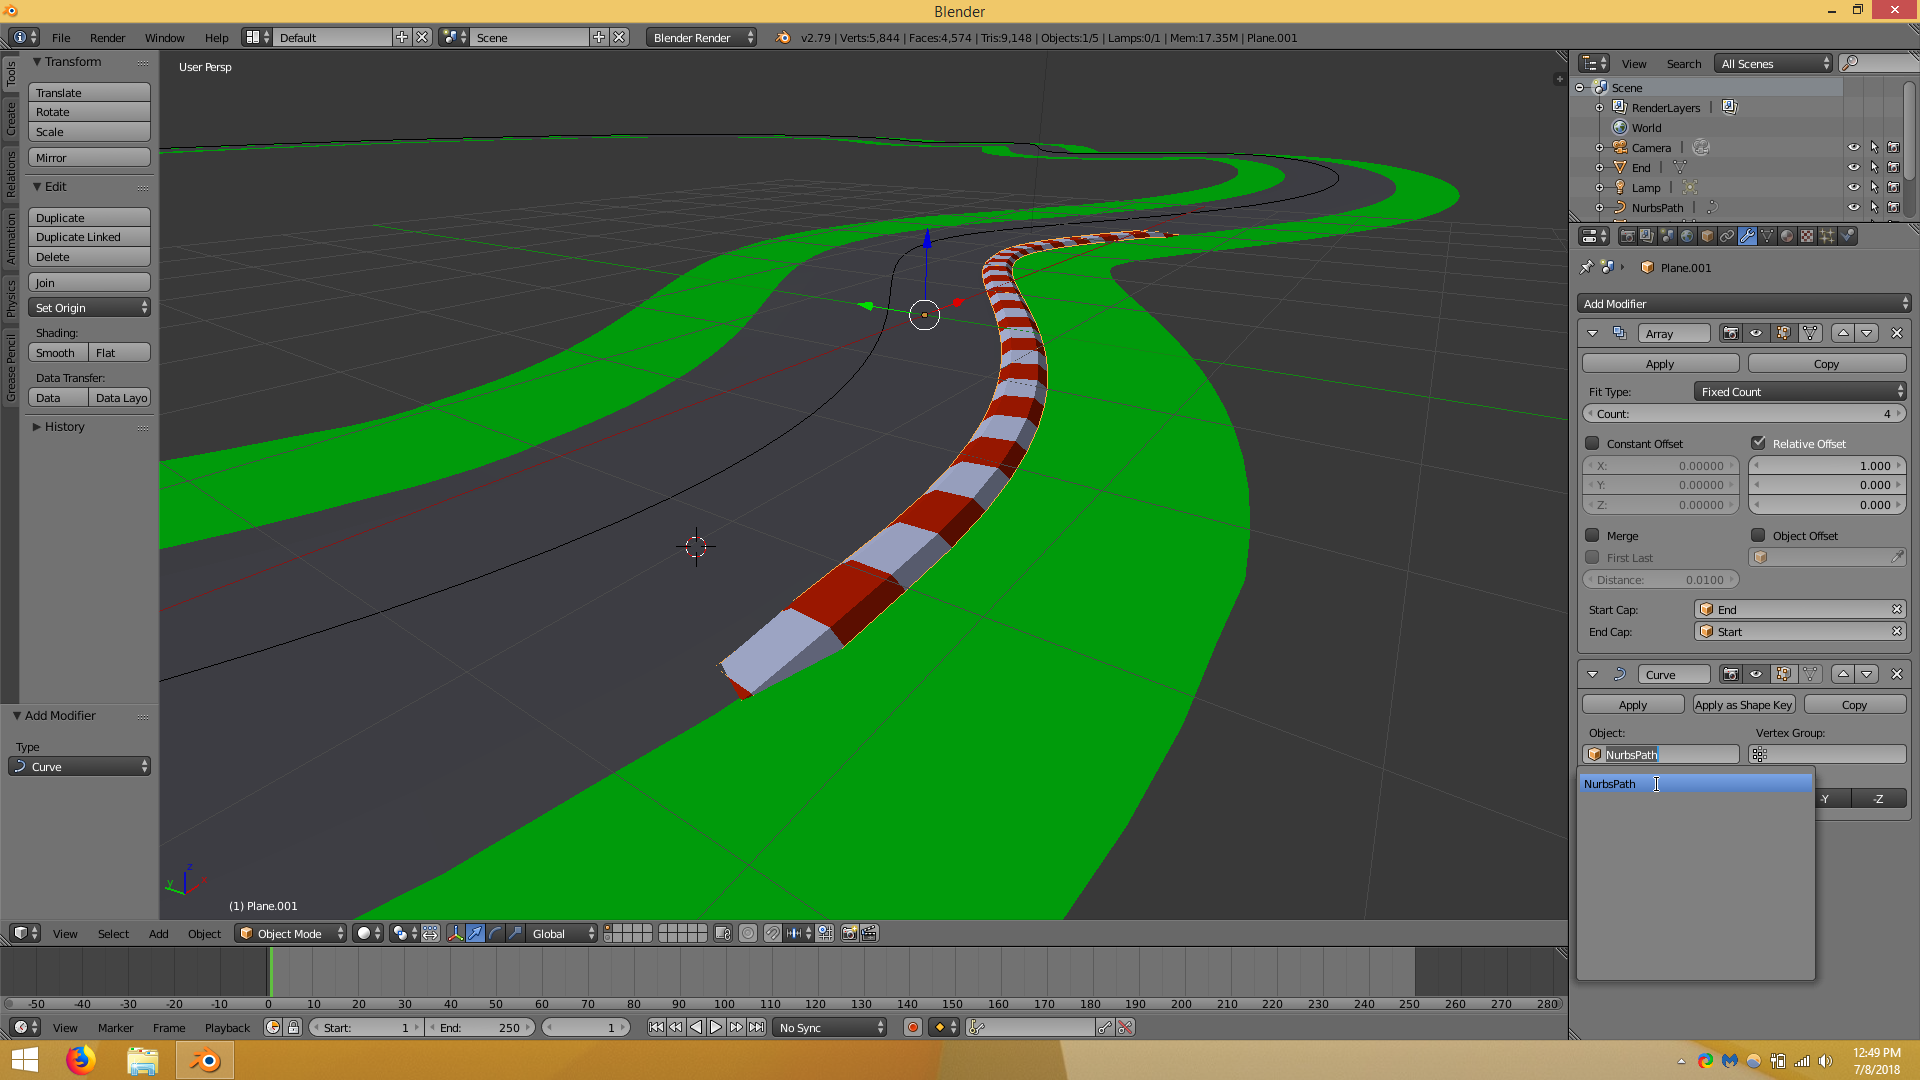 Blender
File Render Window Help Default Scene Blender Render v2.79 | Verts:5,844 | Faces:4,574 | Tris:9,148 | Objects:1/5 | Lamps:0/1 | Mem:17.35M | Plane.001
Tools
Create
Relations
Animation
Physics
Grease Pencil
Transform
Translate
Rotate
Scale
Mirror
Edit
Duplicate
Duplicate Linked
Delete
Join
Set Origin
Shading:
Smooth Flat
Data Transfer:
Data Data Layo
History
Add Modifier
Type
Curve
User Persp
z
y
(1) Plane.001
View Search All Scenes
Scene
RenderLayers
World
Camera
End
Lamp
NurbsPath
Plane.001
Add Modifier
Array
Apply Copy
Fit Type: Fixed Count
Count: 4
Constant Offset Relative Offset
X: 0.00000 1.000
Y: 0.00000 0.000
Z: 0.00000 0.000
Merge Object Offset
First Last
Distance: 0.0100
Start Cap: End
End Cap: Start
Curve
Apply Apply as Shape Key Copy
Object: Vertex Group:
NurbsPath
NurbsPath
-Y -Z
View Select Add Object Object Mode Global
-50 -40 -30 -20 -10 0 10 20 30 40 50 60 70 80 90 100 110 120 130 140 150 160 170 180 190 200 210 220 230 240 250 260 270 280
View Marker Frame Playback Start: 1 End: 250 1 No Sync
12:49 PM
7/8/2018